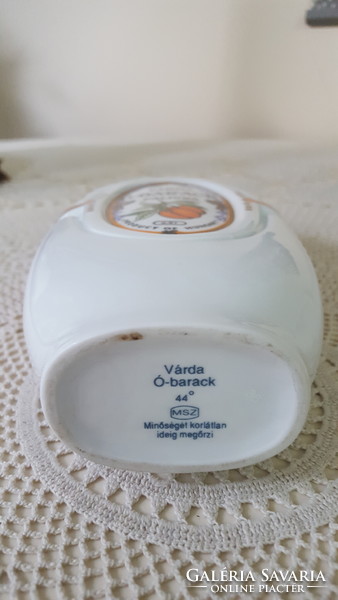 Várda
Ó-barack
44°
MSZ
Minőségét korlátlan
ideig megőrzi
GALÉRIA SAVARIA
ONLINE PIACTÉR